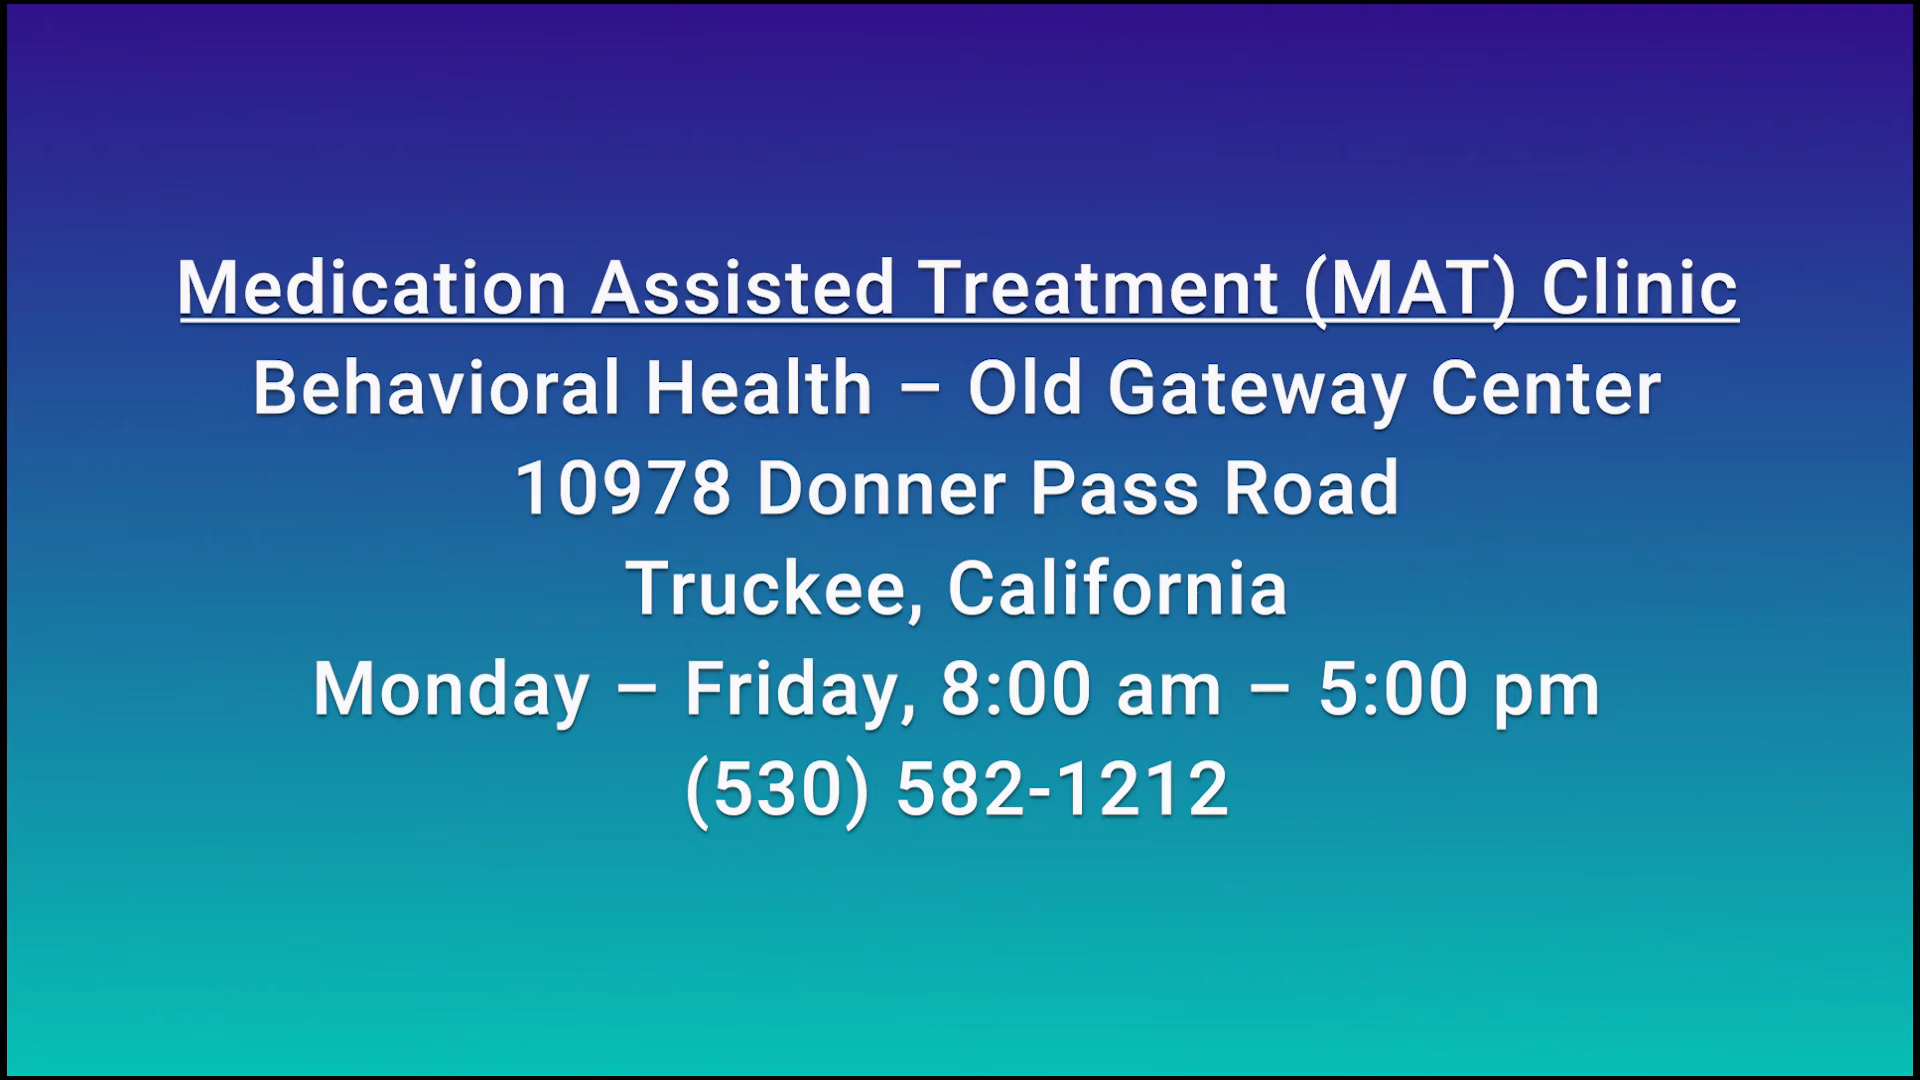 Medication Assisted Treatment (MAT) Clinic
Behavioral Health – Old Gateway Center
10978 Donner Pass Road
Truckee, California
Monday – Friday, 8:00 am – 5:00 pm
(530) 582-1212